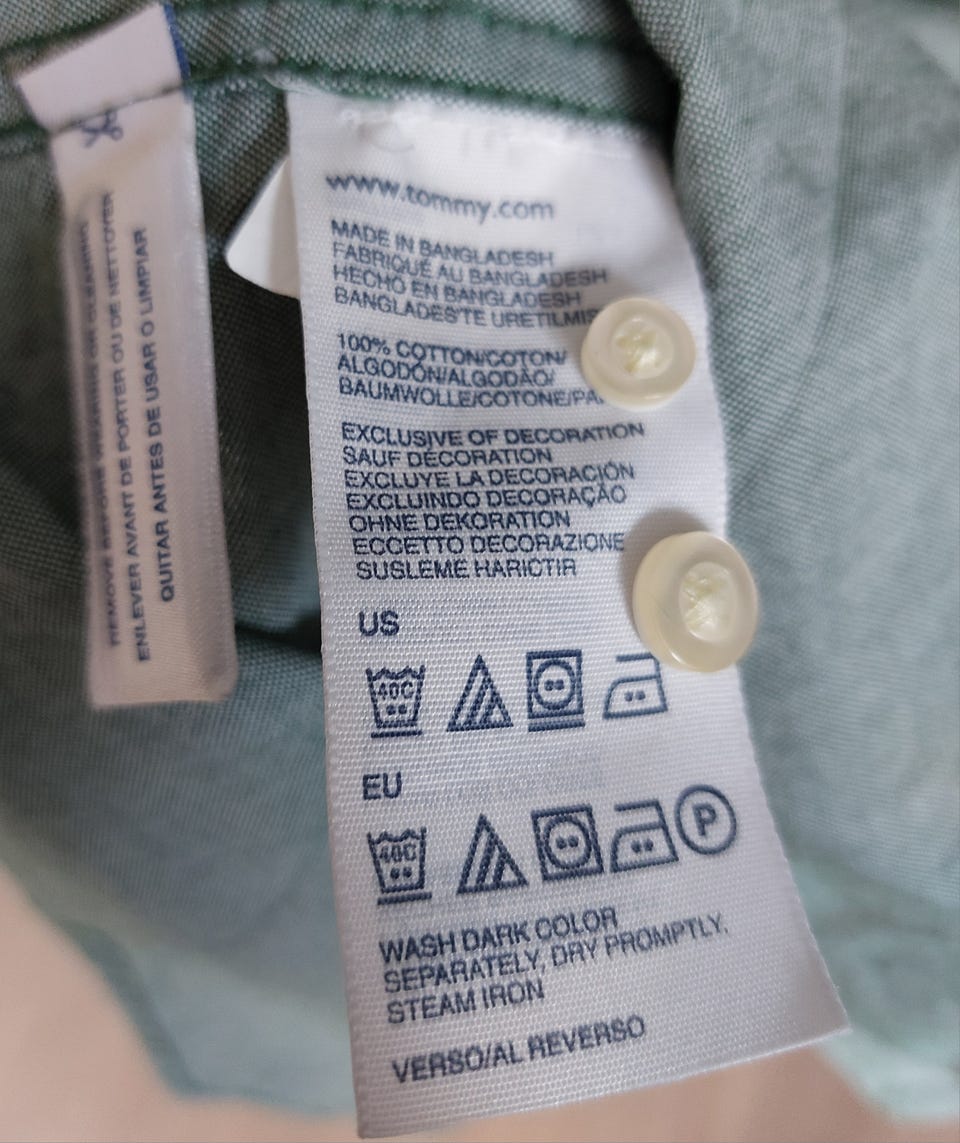 REMOVE BEFORE WEARING OR CLEANING
ENLEVER AVANT DE PORTER OU DE NETTOYER
QUITAR ANTES DE USAR O LIMPIAR
www.tommy.com
MADE IN BANGLADESH
FABRIQUÉ AU BANGLADESH
HECHO EN BANGLADESH
BANGLADES'TE URETILMIS
100% COTTON/COTON/
ALGODÓN/ALGODÃO/
BAUMWOLLE/COTONE/
EXCLUSIVE OF DECORATION
SAUF DÉCORATION
EXCLUYE LA DECORACIÓN
EXCLUINDO DECORAÇÃO
OHNE DEKORATION
ECCETTO DECORAZIONE
SUSLEME HARICTIR
US
40C
EU
40C
P
WASH DARK COLOR
SEPARATELY, DRY PROMPTLY.
STEAM IRON
VERSO/AL REVERSO